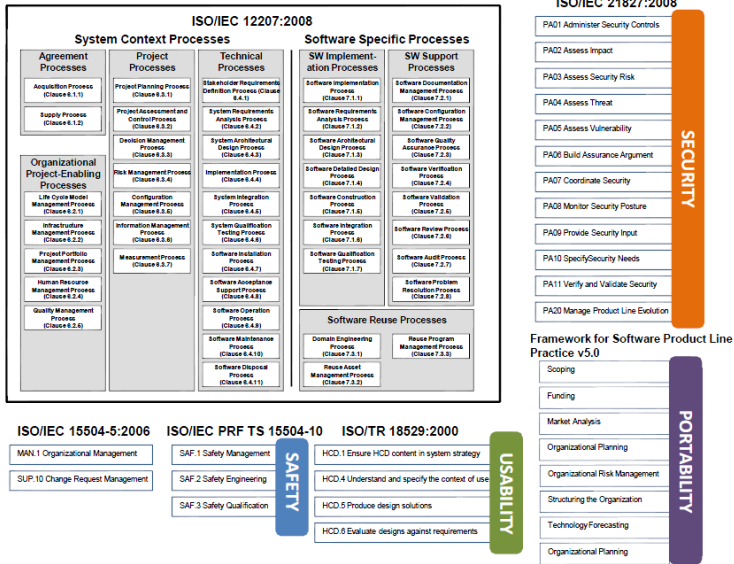 ISO/IEC 12207:2008
System Context Processes
Software Specific Processes
Agreement
Processes
Acquisition Process
(Clause 6.1.1)
Supply Process
(Clause 6.1.2)
Organizational
Project-Enabling
Processes
Life Cycle Model
Management Process
(Clause 6.2.1)
Infrastructure
Management Process
(Clause 6.2.2)
Project Portfolio
Management Process
(Clause 6.2.3)
Human Resource
Management Process
(Clause 6.2.4)
Quality Management
Process
(Clause 6.2.5)
Project
Processes
Project Planning Process
(Clause 6.3.1)
Project Assessment and
Control Process
(Clause 6.3.2)
Decision Management
Process
(Clause 6.3.3)
Risk Management Process
(Clause 6.3.4)
Configuration
Management Process
(Clause 6.3.5)
Information Management
Process
(Clause 6.3.6)
Measurement Process
(Clause 6.3.7)
Technical
Processes
Stakeholder Requirements
Definition Process (Clause
6.4.1)
System Requirements
Analysis Process
(Clause 6.4.2)
System Architectural
Design Process
(Clause 6.4.3)
Implementation Process
(Clause 6.4.4)
System Integration
Process
(Clause 6.4.5)
System Qualification
Testing Process
(Clause 6.4.6)
Software Installation
Process
(Clause 6.4.7)
Software Acceptance
Support Process
(Clause 6.4.8)
Software Operation
Process
(Clause 6.4.9)
Software Maintenance
Process
(Clause 6.4.10)
Software Disposal
Process
(Clause 6.4.11)
SW Implement-
ation Processes
Software Implementation
Process
(Clause 7.1.1)
Software Requirements
Analysis Process
(Clause 7.1.2)
Software Architectural
Design Process
(Clause 7.1.3)
Software Detailed Design
Process
(Clause 7.1.4)
Software Construction
Process
(Clause 7.1.5)
Software Integration
Process
(Clause 7.1.6)
Software Qualification
Testing Process
(Clause 7.1.7)
SW Support
Processes
Software Documentation
Management Process
(Clause 7.2.1)
Software Configuration
Management Process
(Clause 7.2.2)
Software Quality
Assurance Process
(Clause 7.2.3)
Software Verification
Process
(Clause 7.2.4)
Software Validation
Process
(Clause 7.2.5)
Software Review Process
(Clause 7.2.6)
Software Audit Process
(Clause 7.2.7)
Software Problem
Resolution Process
(Clause 7.2.8)
Software Reuse Processes
Domain Engineering
Process
(Clause 7.3.1)
Reuse Program
Management Process
(Clause 7.3.3)
Reuse Asset
Management Process
(Clause 7.3.2)
ISO/IEC 21827:2008
PA01 Administer Security Controls
PA02 Assess Impact
PA03 Assess Security Risk
PA04 Assess Threat
PA05 Assess Vulnerability
PA06 Build Assurance Argument
PA07 Coordinate Security
PA08 Monitor Security Posture
PA09 Provide Security Input
PA10 SpecifySecurity Needs
PA11 Verify and Validate Security
PA20 Manage Product Line Evolution
SECURITY
Framework for Software Product Line
Practice v5.0
Scoping
Funding
Market Analysis
Organizational Planning
Organizational Risk Management
Structuring the Organization
Technology Forecasting
Organizational Planning
PORTABILITY
ISO/IEC 15504-5:2006
MAN.1 Organizational Management
SUP.10 Change Request Management
ISO/IEC PRF TS 15504-10
SAF.1 Safety Management
SAF.2 Safety Engineering
SAF.3 Safety Qualification
SAFETY
ISO/TR 18529:2000
HCD.1 Ensure HCD content in system strategy
HCD.4 Understand and specify the context of use
HCD.5 Produce design solutions
HCD.6 Evaluate designs against requirements
USABILITY